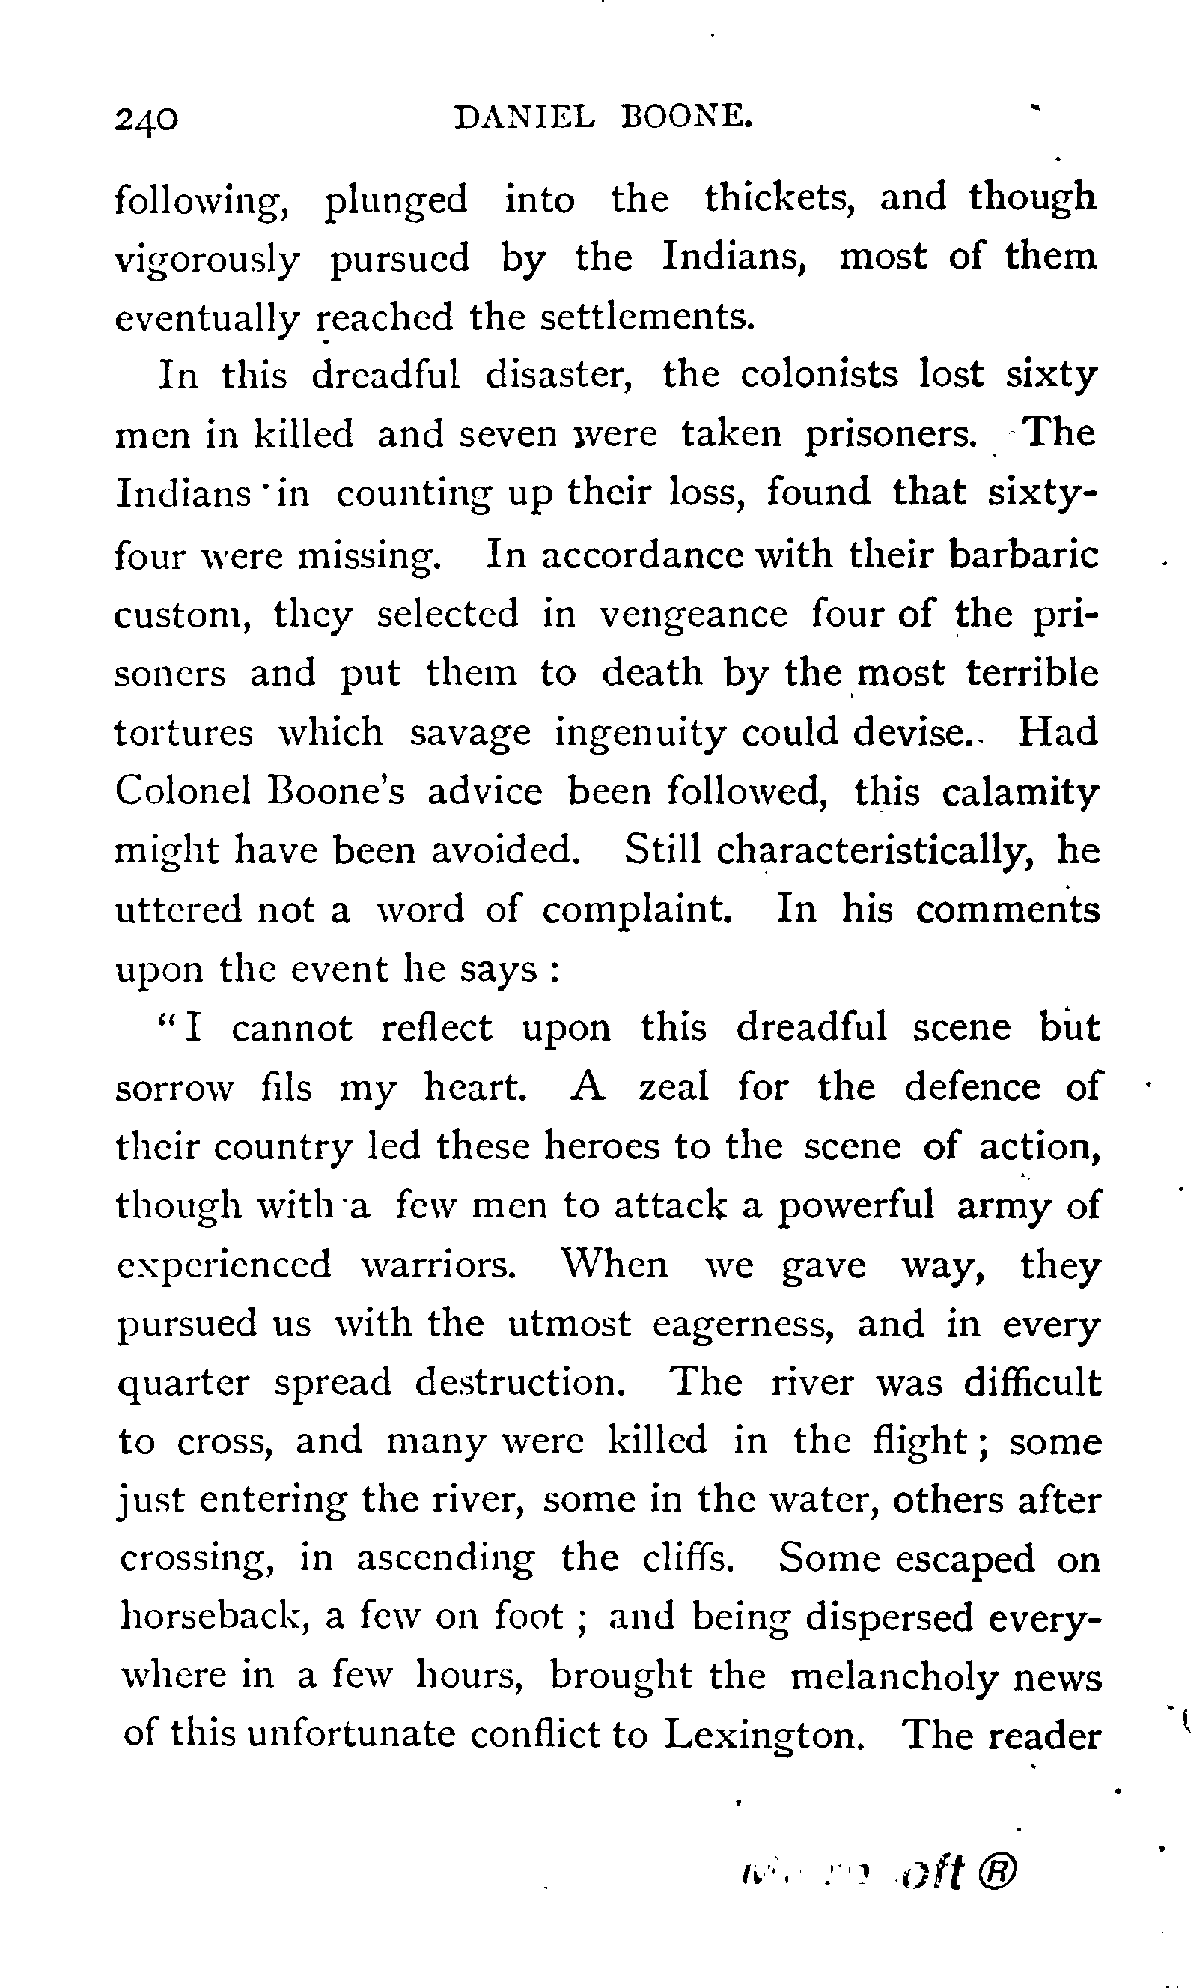 240 DANIEL BOONE.
following, plunged into the thickets, and though
vigorously pursued by the Indians, most of them
eventually reached the settlements.
In this dreadful disaster, the colonists lost sixty
men in killed and seven were taken prisoners. The
Indians in counting up their loss, found that sixty-
four were missing. In accordance with their barbaric
custom, they selected in vengeance four of the pri-
soners and put them to death by the most terrible
tortures which savage ingenuity could devise.. Had
Colonel Boone's advice been followed, this calamity
might have been avoided. Still characteristically, he
uttered not a word of complaint. In his comments
upon the event he says :
"I cannot reflect upon this dreadful scene but
sorrow fils my heart. A zeal for the defence of
their country led these heroes to the scene of action,
though with a few men to attack a powerful army of
experienced warriors. When we gave way, they
pursued us with the utmost eagerness, and in every
quarter spread destruction. The river was difficult
to cross, and many were killed in the flight ; some
just entering the river, some in the water, others after
crossing, in ascending the cliffs. Some escaped on
horseback, a few on foot ; and being dispersed every-
where in a few hours, brought the melancholy news
of this unfortunate conflict to Lexington. The reader